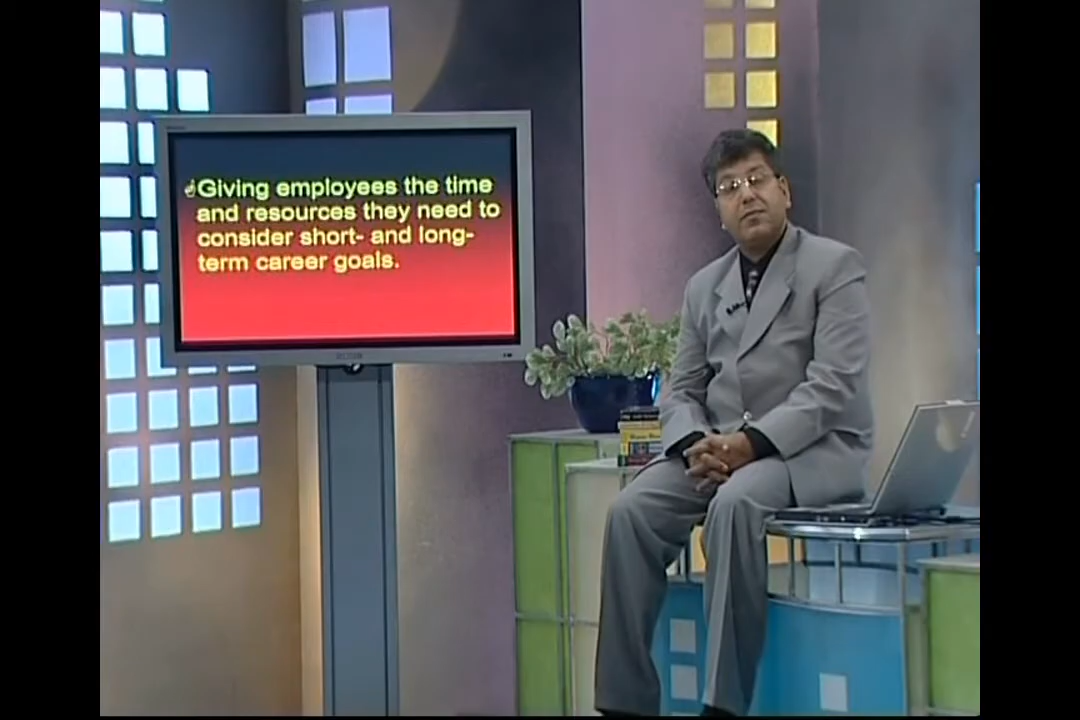 Giving employees the time
and resources they need to
consider short- and long-
term career goals.